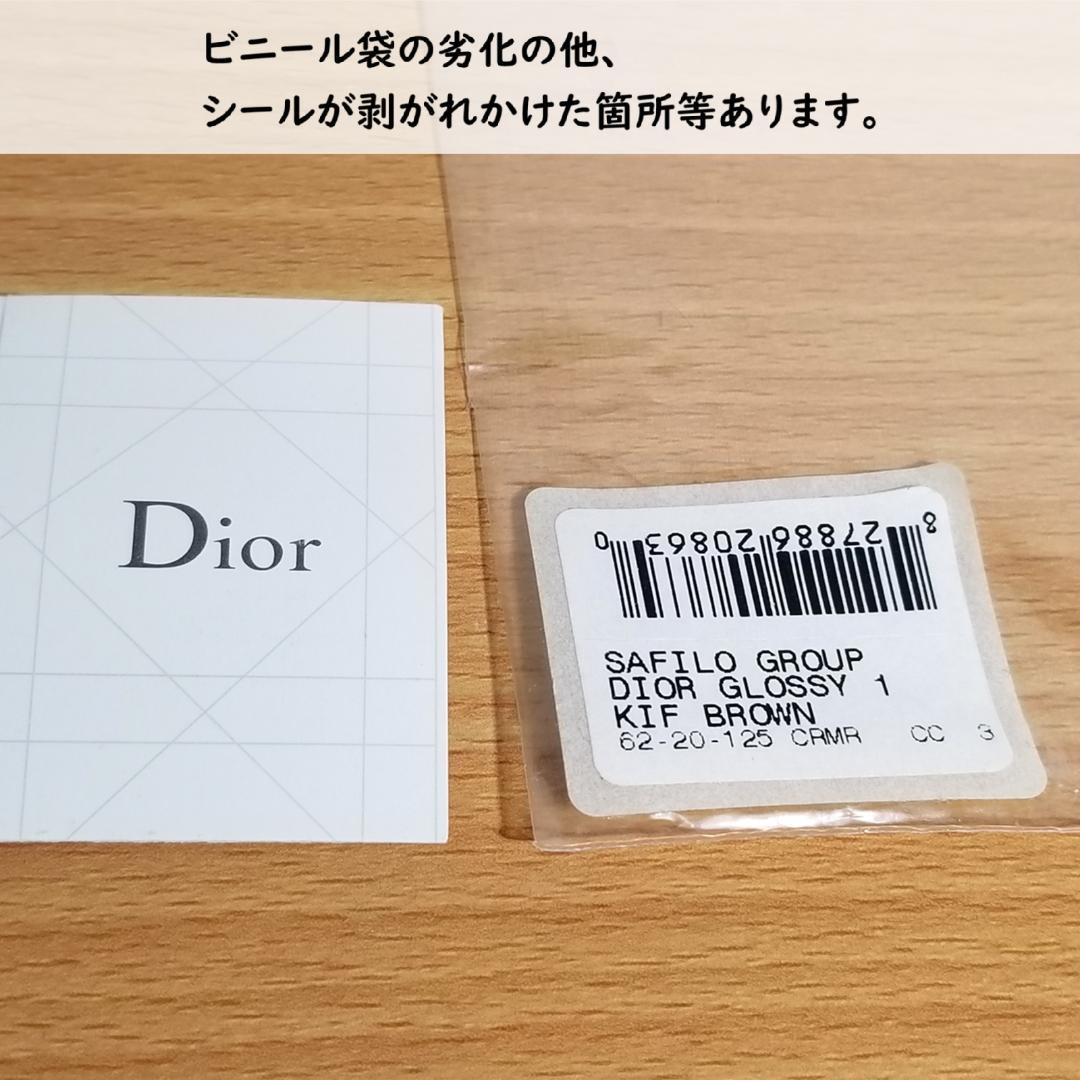 ビニール袋の劣化の他、
シールが剥がれかけた箇所等あります。
Dior
8 27886 20863 0
SAFILO GROUP
DIOR GLOSSY 1
KIF BROWN
62-20-125 CRMR CC 3